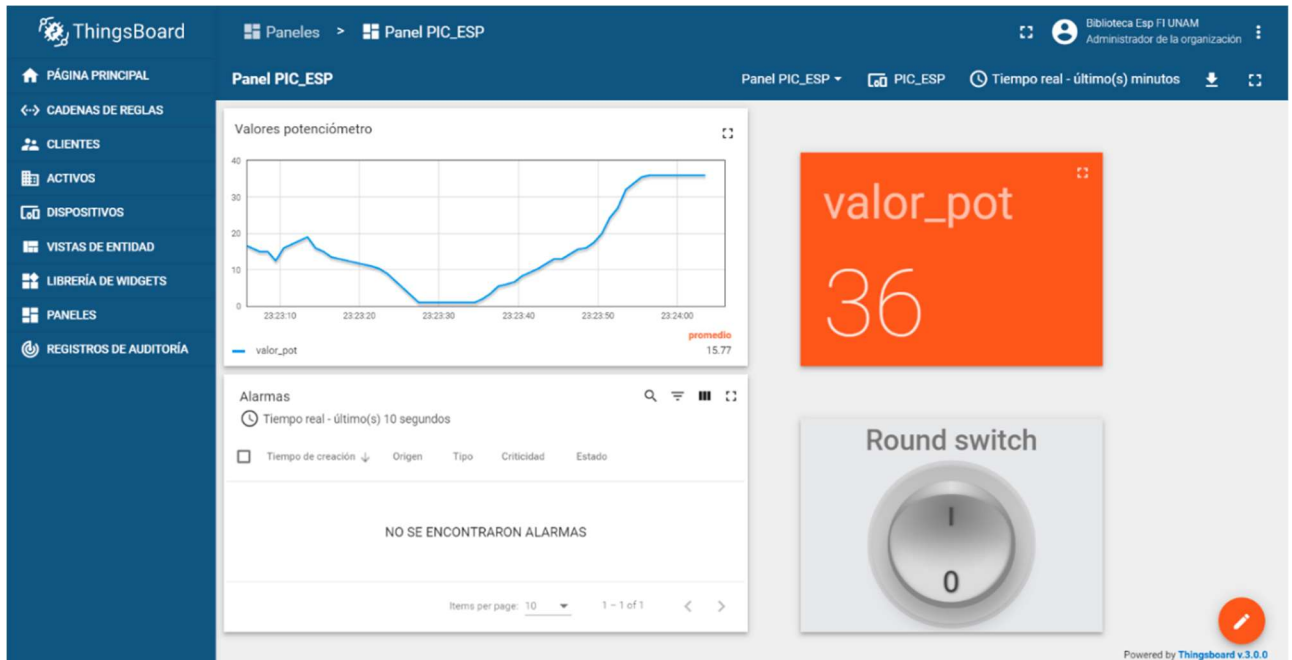 ThingsBoard
Paneles > Panel PIC_ESP
Biblioteca Esp FI UNAM
Administrador de la organización
PÁGINA PRINCIPAL
CADENAS DE REGLAS
CLIENTES
ACTIVOS
DISPOSITIVOS
VISTAS DE ENTIDAD
LIBRERÍA DE WIDGETS
PANELES
REGISTROS DE AUDITORÍA
Panel PIC_ESP
Panel PIC_ESP
PIC_ESP
Tiempo real - último(s) minutos
Valores potenciómetro
40
30
20
10
0
23:23:10 23:23:20 23:23:30 23:23:40 23:23:50 23:24:00
promedio
valor_pot 15.77
valor_pot
36
Alarmas
Tiempo real - último(s) 10 segundos
Tiempo de creación Origen Tipo Criticidad Estado
NO SE ENCONTRARON ALARMAS
Items per page: 10 1 – 1 of 1
Round switch
I
0
Powered by Thingsboard v.3.0.0